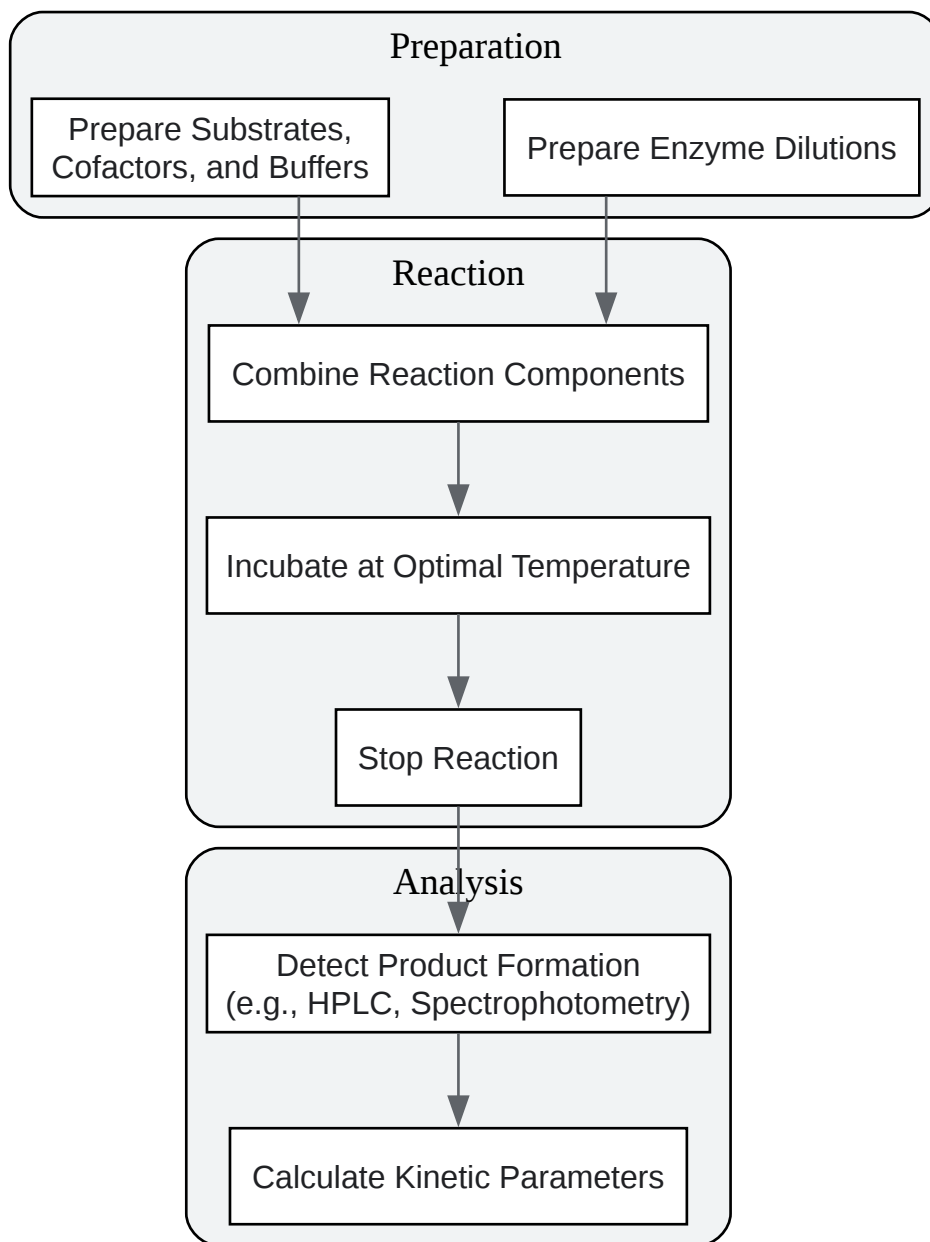 Preparation
Prepare Substrates,
Cofactors, and Buffers
Prepare Enzyme Dilutions
Reaction
Combine Reaction Components
Incubate at Optimal Temperature
Stop Reaction
Analysis
Detect Product Formation
(e.g., HPLC, Spectrophotometry)
Calculate Kinetic Parameters